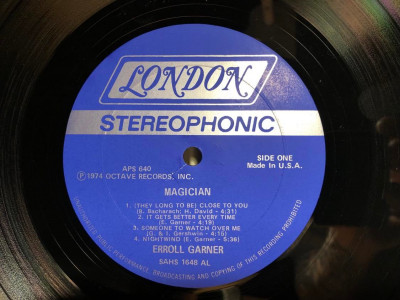 LONDON
STEREOPHONIC
APS 640
℗1974 OCTAVE RECORDS, INC.
SIDE ONE
Made In U.S.A.
MAGICIAN
1. (THEY LONG TO BE) CLOSE TO YOU
(B. Bacharach) H. David - 4:31)
2. IT GETS BETTER EVERY TIME
(E. Garner - 4:19)
3. SOMEONE TO WATCH OVER ME
(G. & I. Gershwin - 4:15)
4. NIGHTWIND (E. Garner - 5:36)
ERROLL GARNER
SAHS 1648 AL
PUBLIC PERFORMANCE, BROADCASTING AND COPYING OF THIS RECORD PROHIBITED